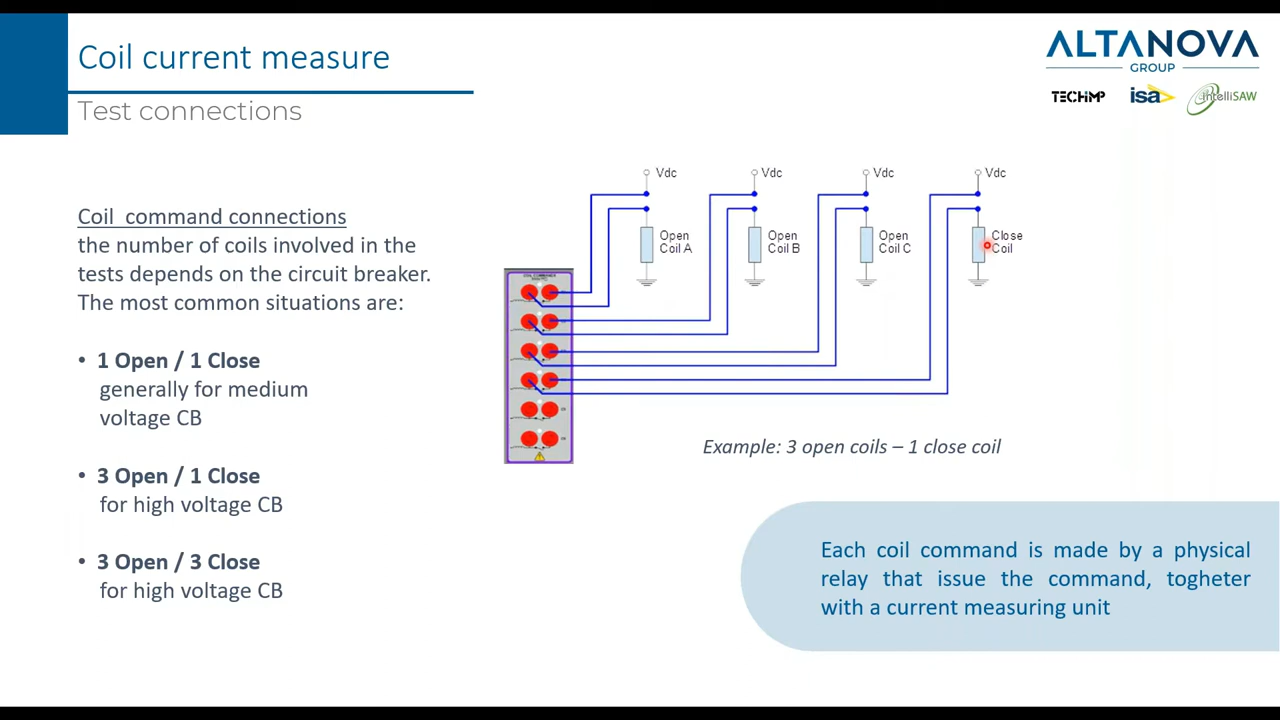 Coil current measure
Test connections
ALTANOVA
GROUP
TECHIMP
isa
intelliSAW
Coil command connections
the number of coils involved in the
tests depends on the circuit breaker.
The most common situations are:
• 1 Open / 1 Close
generally for medium
voltage CB
• 3 Open / 1 Close
for high voltage CB
• 3 Open / 3 Close
for high voltage CB
Vdc
Vdc
Vdc
Vdc
Open
Coil A
Open
Coil B
Open
Coil C
Close
Coil
Example: 3 open coils – 1 close coil
Each coil command is made by a physical
relay that issue the command, togheter
with a current measuring unit